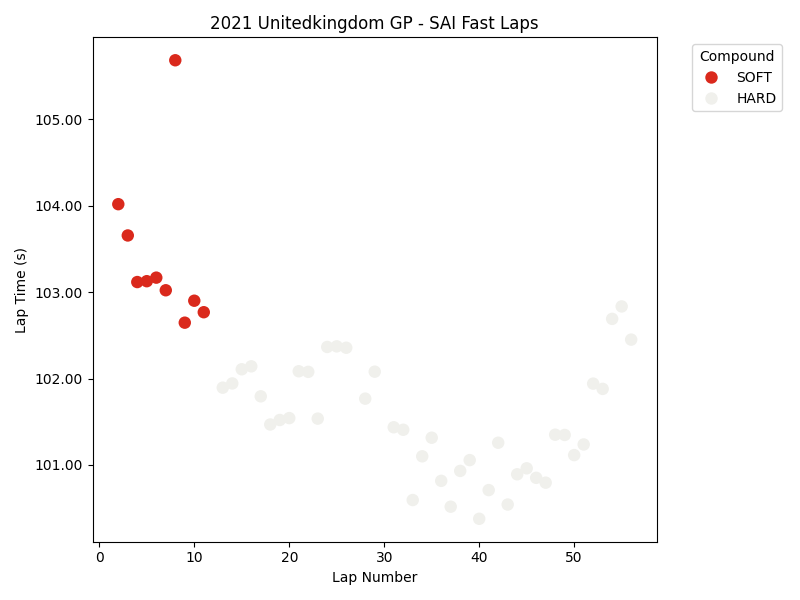 2021 Unitedkingdom GP - SAI Fast Laps
Compound
SOFT
HARD
105.00
104.00
103.00
102.00
101.00
Lap Time (s)
0 10 20 30 40 50
Lap Number